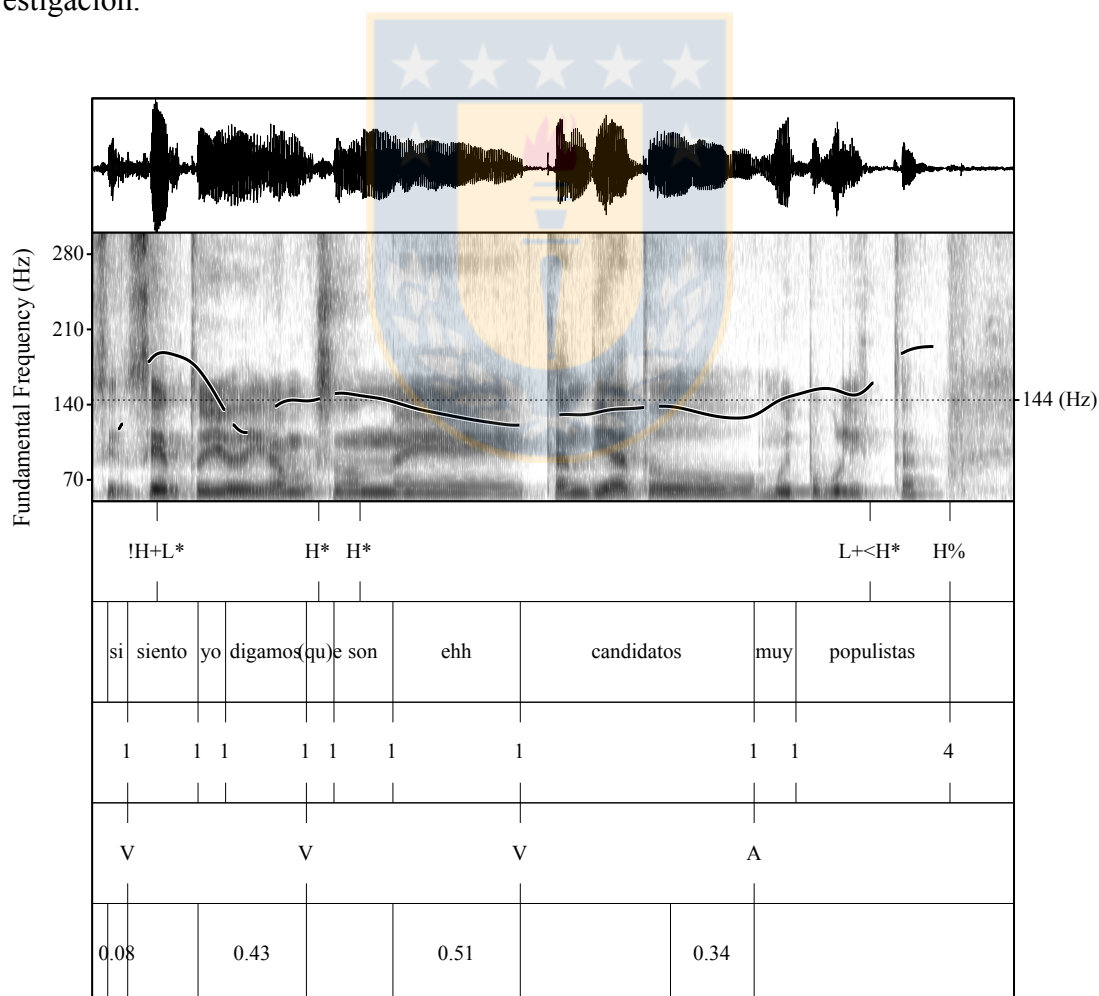 estigación.
Fundamental Frequency (Hz)
280
210
140
70
144 (Hz)
!H+L* H* H* L+<H* H%
si siento yo digamos (qu)e son ehh candidatos muy populistas
1 1 1 1 1 1 1 1 1 4
V V V A
0.08 0.43 0.51 0.34